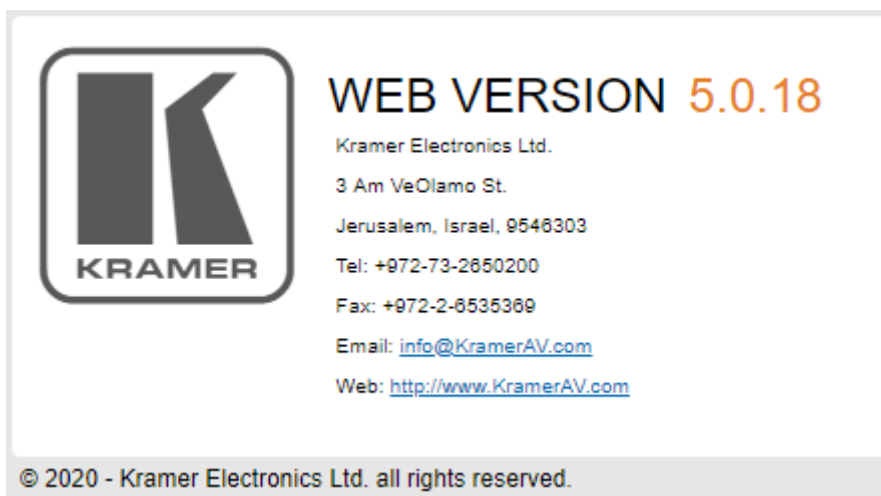 KRAMER
WEB VERSION 5.0.18
Kramer Electronics Ltd.
3 Am VeOlamo St.
Jerusalem, Israel, 9546303
Tel: +972-73-2650200
Fax: +972-2-6535369
Email: info@KramerAV.com
Web: http://www.KramerAV.com
© 2020 - Kramer Electronics Ltd. all rights reserved.